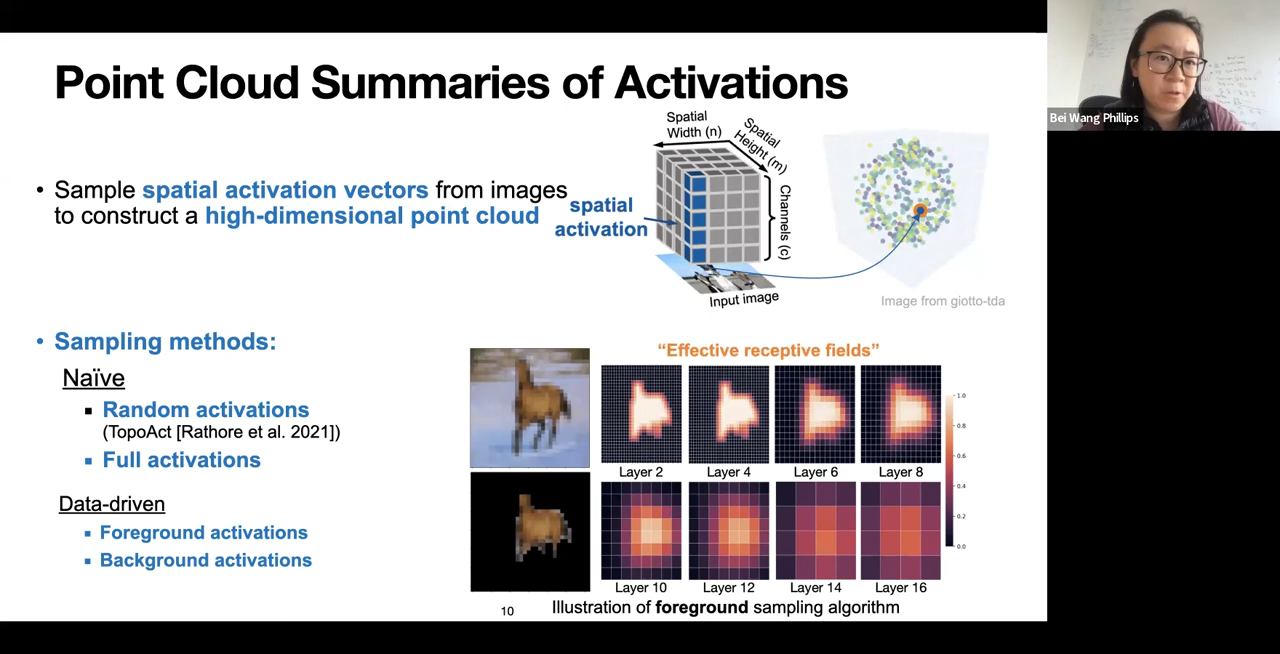 Point Cloud Summaries of Activations
Bei Wang Phillips
• Sample spatial activation vectors from images
to construct a high-dimensional point cloud
Spatial
Width (n)
Spatial
Height (m)
Channels (c)
spatial
activation
Input image
Image from giotto-tda
• Sampling methods:
Naïve
▪ Random activations
(TopoAct [Rathore et al. 2021])
▪ Full activations
Data-driven
▪ Foreground activations
▪ Background activations
“Effective receptive fields”
Layer 2
Layer 4
Layer 6
Layer 8
Layer 10
Layer 12
Layer 14
Layer 16
1.0
0.8
0.6
0.4
0.2
0.0
Illustration of foreground sampling algorithm
10